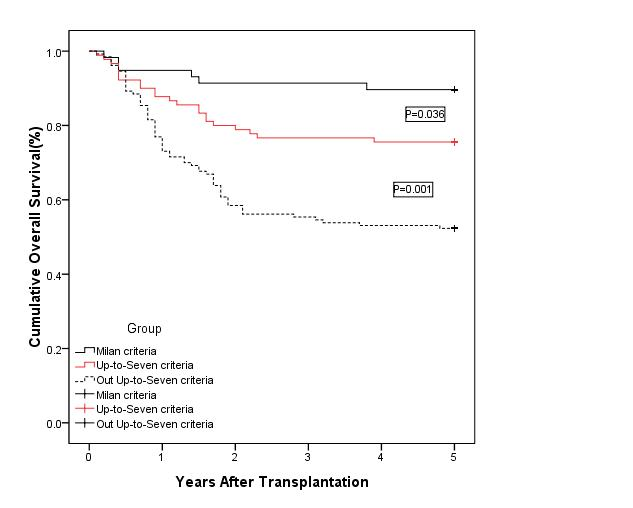 Cumulative Overall Survival(%)
1.0
0.8
0.6
0.4
0.2
0.0
P=0.036
P=0.001
Group
Milan criteria
Up-to-Seven criteria
Out Up-to-Seven criteria
Milan criteria
Up-to-Seven criteria
Out Up-to-Seven criteria
0 1 2 3 4 5
Years After Transplantation